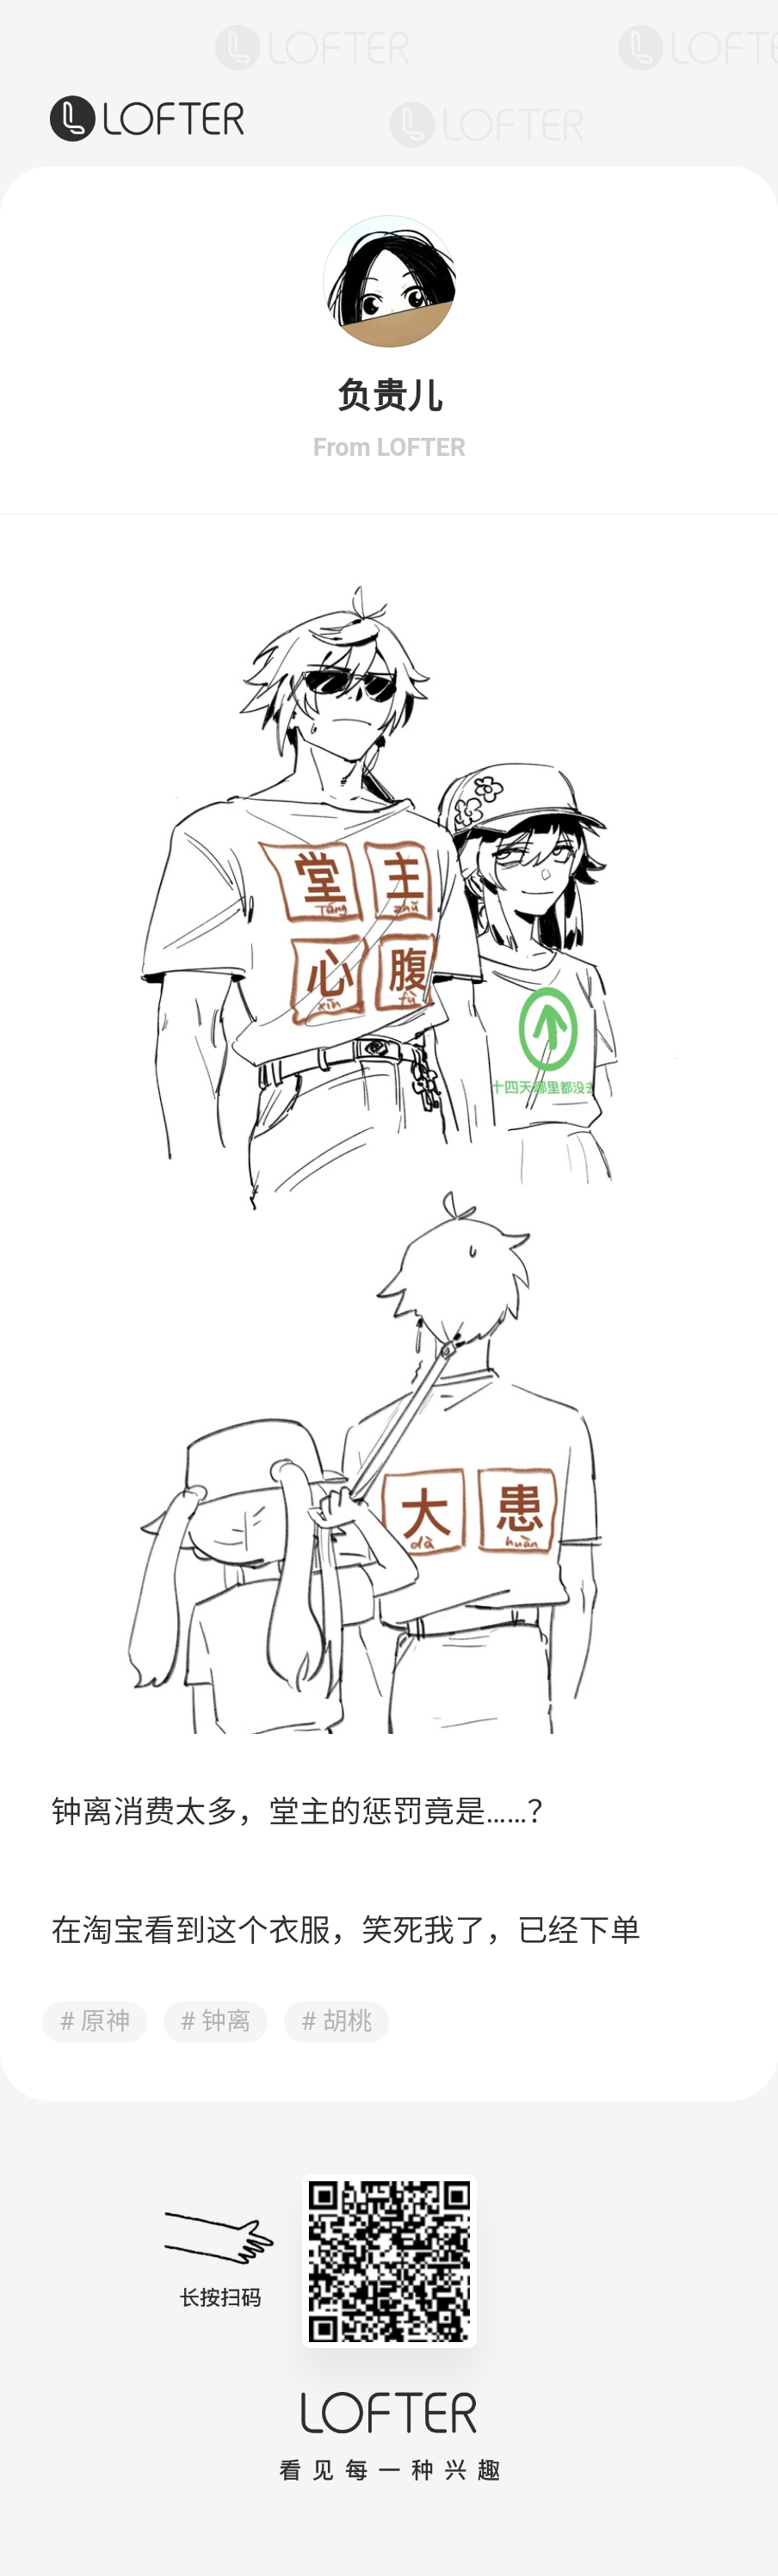 LOFTER
LOFTER
LOFTER
LOFTER
负贵儿
From LOFTER
堂 主
Táng zhǔ
心 腹
xīn fù
十四天哪里都没去
大 患
dà huàn
钟离消费太多，堂主的惩罚竟是……？
在淘宝看到这个衣服，笑死我了，已经下单
# 原神 # 钟离 # 胡桃
长按扫码
LOFTER
看见每一种兴趣